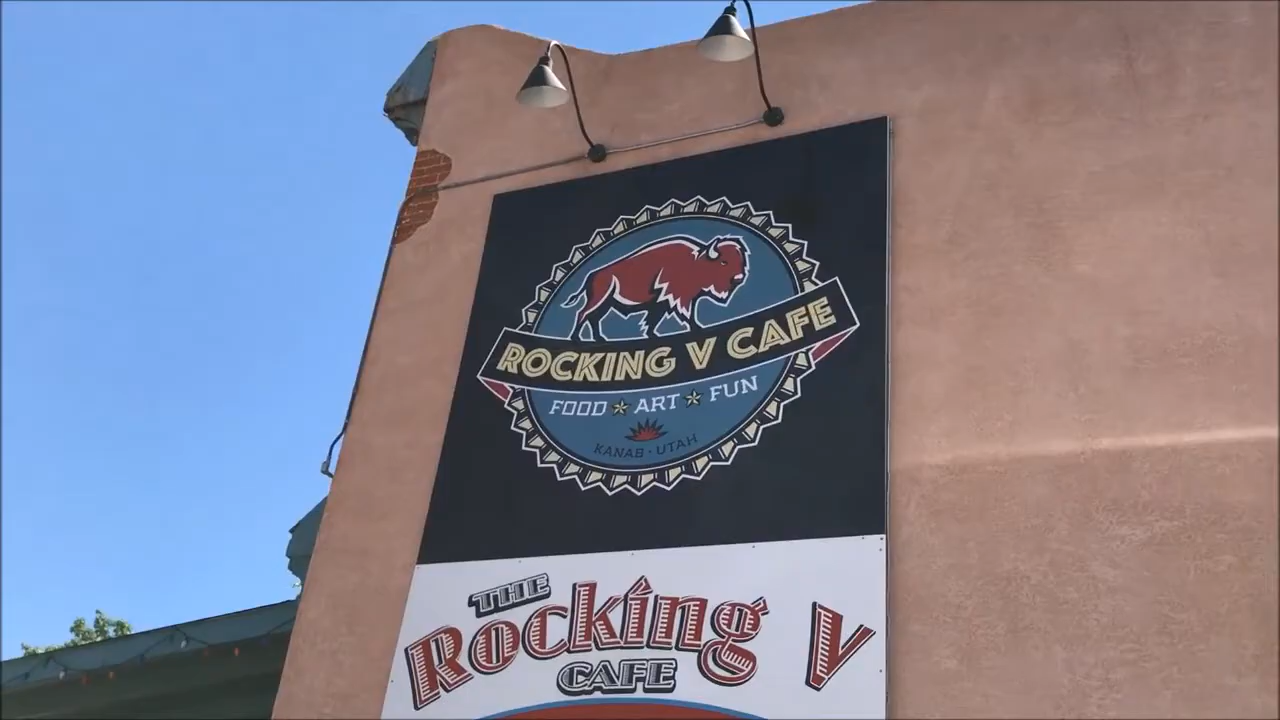 ROCKING V CAFE
FOOD ★ ART ★ FUN
KANAB · UTAH
THE
Rocking V
CAFE